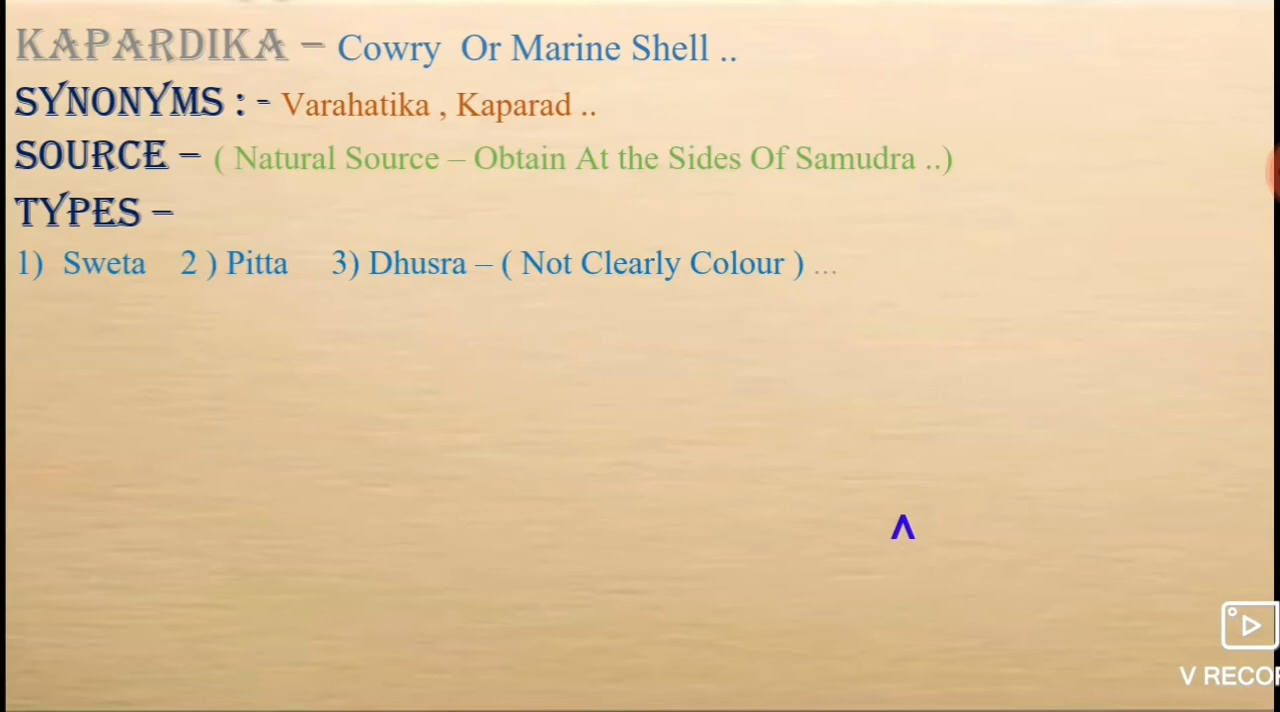 KAPARDIKA – Cowry Or Marine Shell ..
SYNONYMS : - Varahatika , Kaparad ..
SOURCE – ( Natural Source – Obtain At the Sides Of Samudra ..)
TYPES –
1) Sweta 2 ) Pitta 3) Dhusra – ( Not Clearly Colour ) ...
^
V RECOR